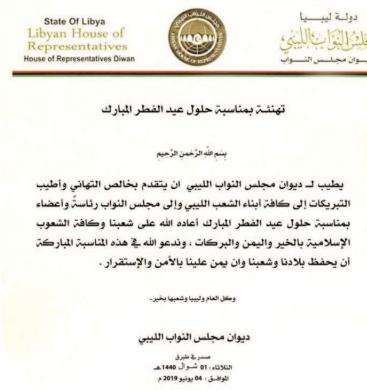 State Of Libya
Libyan House of
Representatives
House of Representatives Diwan
دولة ليبيا
مجلس النواب الليبي
ديوان مجلس النواب
تهنئة بمناسبة حلول عيد الفطر المبارك
بِسْمِ اللهِ الرَّحْمنِ الرَّحِيمِ
يطيب لـ ديوان مجلس النواب الليبي ان يتقدم بخالص التهاني وأطيب
التبريكات إلى كافة أبناء الشعب الليبي وإلى مجلس النواب رئاسةً وأعضاء
بمناسبة حلول عيد الفطر المبارك أعاده الله على شعبنا وكافة الشعوب
الإسلامية بالخير واليمن والبركات ، وندعو الله في هذه المناسبة المباركة
أن يحفظ بلادنا وشعبنا وان يمن علينا بالأمن والإستقرار .
وكل العام وليبيا وشعبها بخير..
ديوان مجلس النواب الليبي
صدر في طبرق
الثلاثاء : 01 شوال 1440هـ
الموافق : 04 يونيو 2019 م